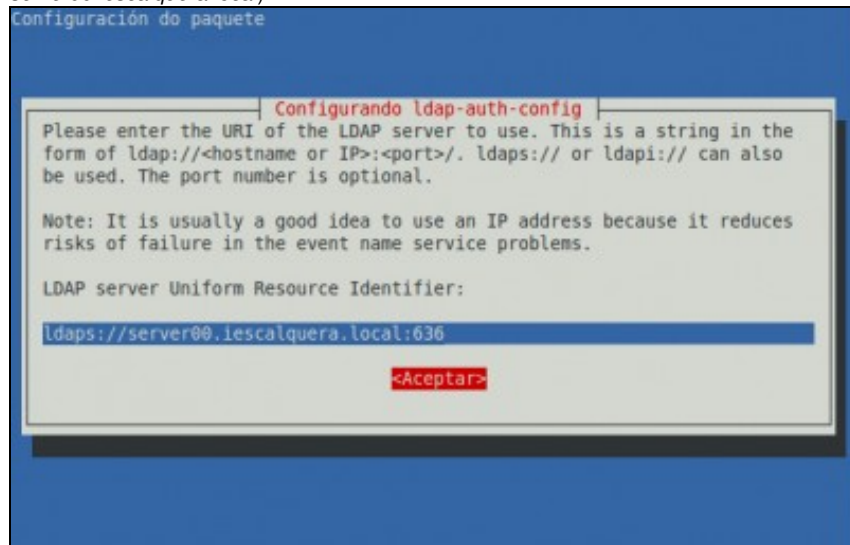 Configuración do paquete
Configurando ldap-auth-config
Please enter the URI of the LDAP server to use. This is a string in the
form of ldap://<hostname or IP>:<port>/. ldaps:// or ldapi:// can also
be used. The port number is optional.
Note: It is usually a good idea to use an IP address because it reduces
risks of failure in the event name service problems.
LDAP server Uniform Resource Identifier:
ldaps://server00.iescalquera.local:636
<Aceptar>